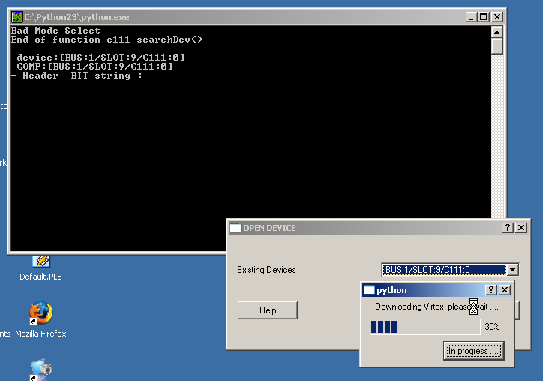 C:\Python23\python.exe
Bad Mode Select
End of function c111 searchDev()
device:[BUS:1/SLOT:9/C111:0]
COMP:[BUS:1/SLOT:9/C111:0]
- Header BIT string :
OPEN DEVICE
Existing Devices
[BUS:1/SLOT:9/C111:0
Help
python
Downloading Virtex, please wait ...
30%
In progress ...
Default.PLS
Mozilla Firefox